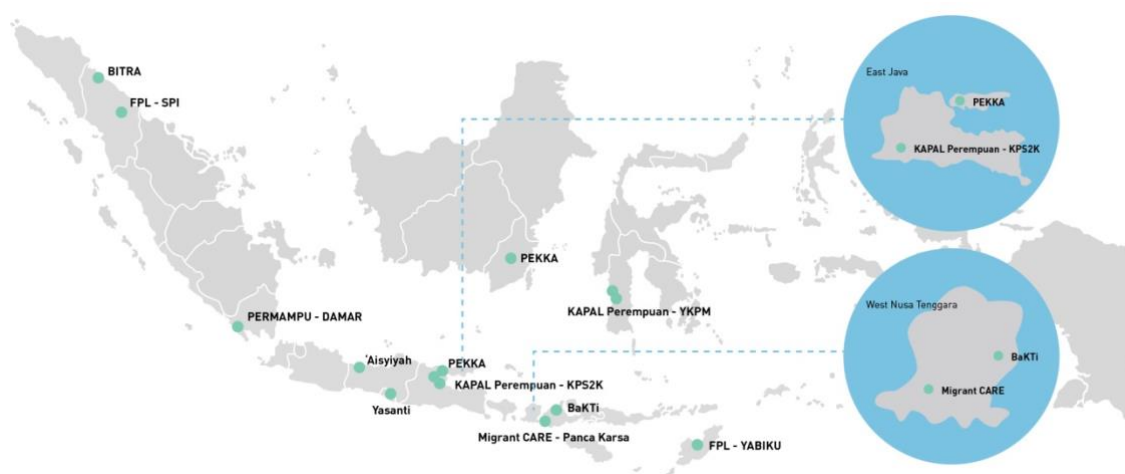 BITRA
FPL - SPI
PERMAMPU - DAMAR
'Aisyiyah
Yasanti
PEKKA
KAPAL Perempuan - KPS2K
PEKKA
KAPAL Perempuan - YKPM
BaKTi
Migrant CARE - Panca Karsa
FPL - YABIKU
East Java
PEKKA
KAPAL Perempuan - KPS2K
West Nusa Tenggara
BaKTi
Migrant CARE